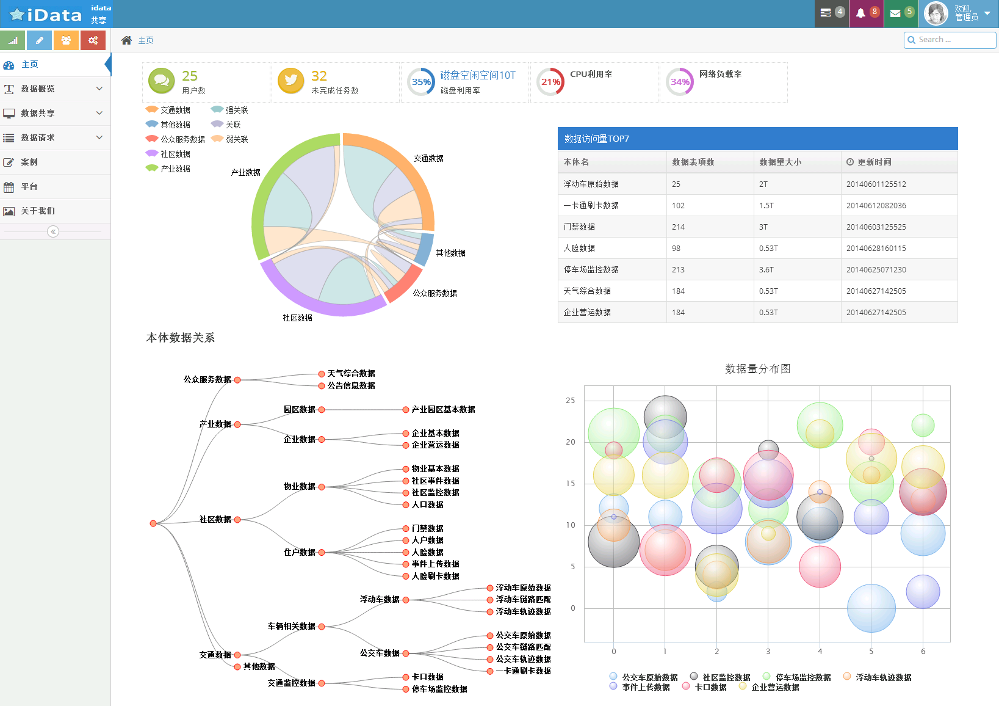 iData
idata
共享
4
8
5
欢迎,
管理员
主页
Search ...
主页
数据概览
数据共享
数据请求
案例
平台
关于我们
25
用户数
32
未完成任务数
35%
磁盘空闲空间10T
磁盘利用率
21%
CPU利用率
34%
网络负载率
交通数据
强关联
其他数据
关联
公众服务数据
弱关联
社区数据
产业数据
交通数据
产业数据
其他数据
公众服务数据
社区数据
数据访问量TOP7
本体名 数据表项数 数据量大小 更新时间
浮动车原始数据 25 2T 20140601125512
一卡通刷卡数据 102 1.5T 20140612082036
门禁数据 214 3T 20140603125525
人脸数据 98 0.53T 20140628160115
停车场监控数据 213 3.6T 20140625071230
天气综合数据 184 0.53T 20140627142505
企业营运数据 184 0.53T 20140627142505
本体数据关系
公众服务数据
天气综合数据
公告信息数据
产业数据
园区数据
产业园区基本数据
企业数据
企业基本数据
企业营运数据
社区数据
物业数据
物业基本数据
社区事件数据
社区监控数据
人口数据
住户数据
门禁数据
人户数据
人脸数据
事件上传数据
人脸刷卡数据
交通数据
车辆相关数据
浮动车数据
浮动车原始数据
浮动车链路匹配
浮动车轨迹数据
公交车数据
公交车原始数据
公交车链路匹配
公交车轨迹数据
一卡通刷卡数据
交通监控数据
卡口数据
停车场监控数据
其他数据
数据量分布图
25
20
15
10
5
0
0 1 2 3 4 5 6
公交车原始数据 社区监控数据 停车场监控数据 浮动车轨迹数据
事件上传数据 卡口数据 企业营运数据